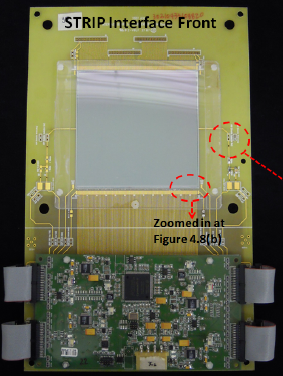 STRIP Interface Front
Zoomed in at
Figure 4.8(b)